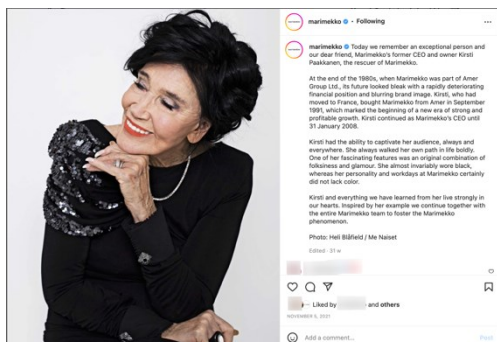 marimekko • Following
marimekko Today we remember an exceptional person and
our dear friend, Marimekko's former CEO and owner Kirsti
Paakkanen, the rescuer of Marimekko.
At the end of the 1980s, when Marimekko was part of Amer
Group Ltd., its future looked bleak with a rapidly deteriorating
financial position and blurring brand image. Kirsti, who had
moved to France, bought Marimekko from Amer in September
1991, which marked the beginning of a new era of strong and
profitable growth. Kirsti continued as Marimekko's CEO until
31 January 2008.
Kirsti had the ability to captivate her audience, always and
everywhere. She always walked her own path in life boldly.
One of her fascinating features was an original combination of
folksiness and glamour. She almost invariably wore black,
whereas her personality and workdays at Marimekko certainly
did not lack color.
Kirsti and everything we have learned from her live strongly in
our hearts. Inspired by her example we continue together with
the entire Marimekko team to foster the Marimekko
phenomenon.
Photo: Heli Blåfield / Me Naiset
Edited · 31 w
Liked by and others
NOVEMBER 5, 2021
Add a comment...
Post